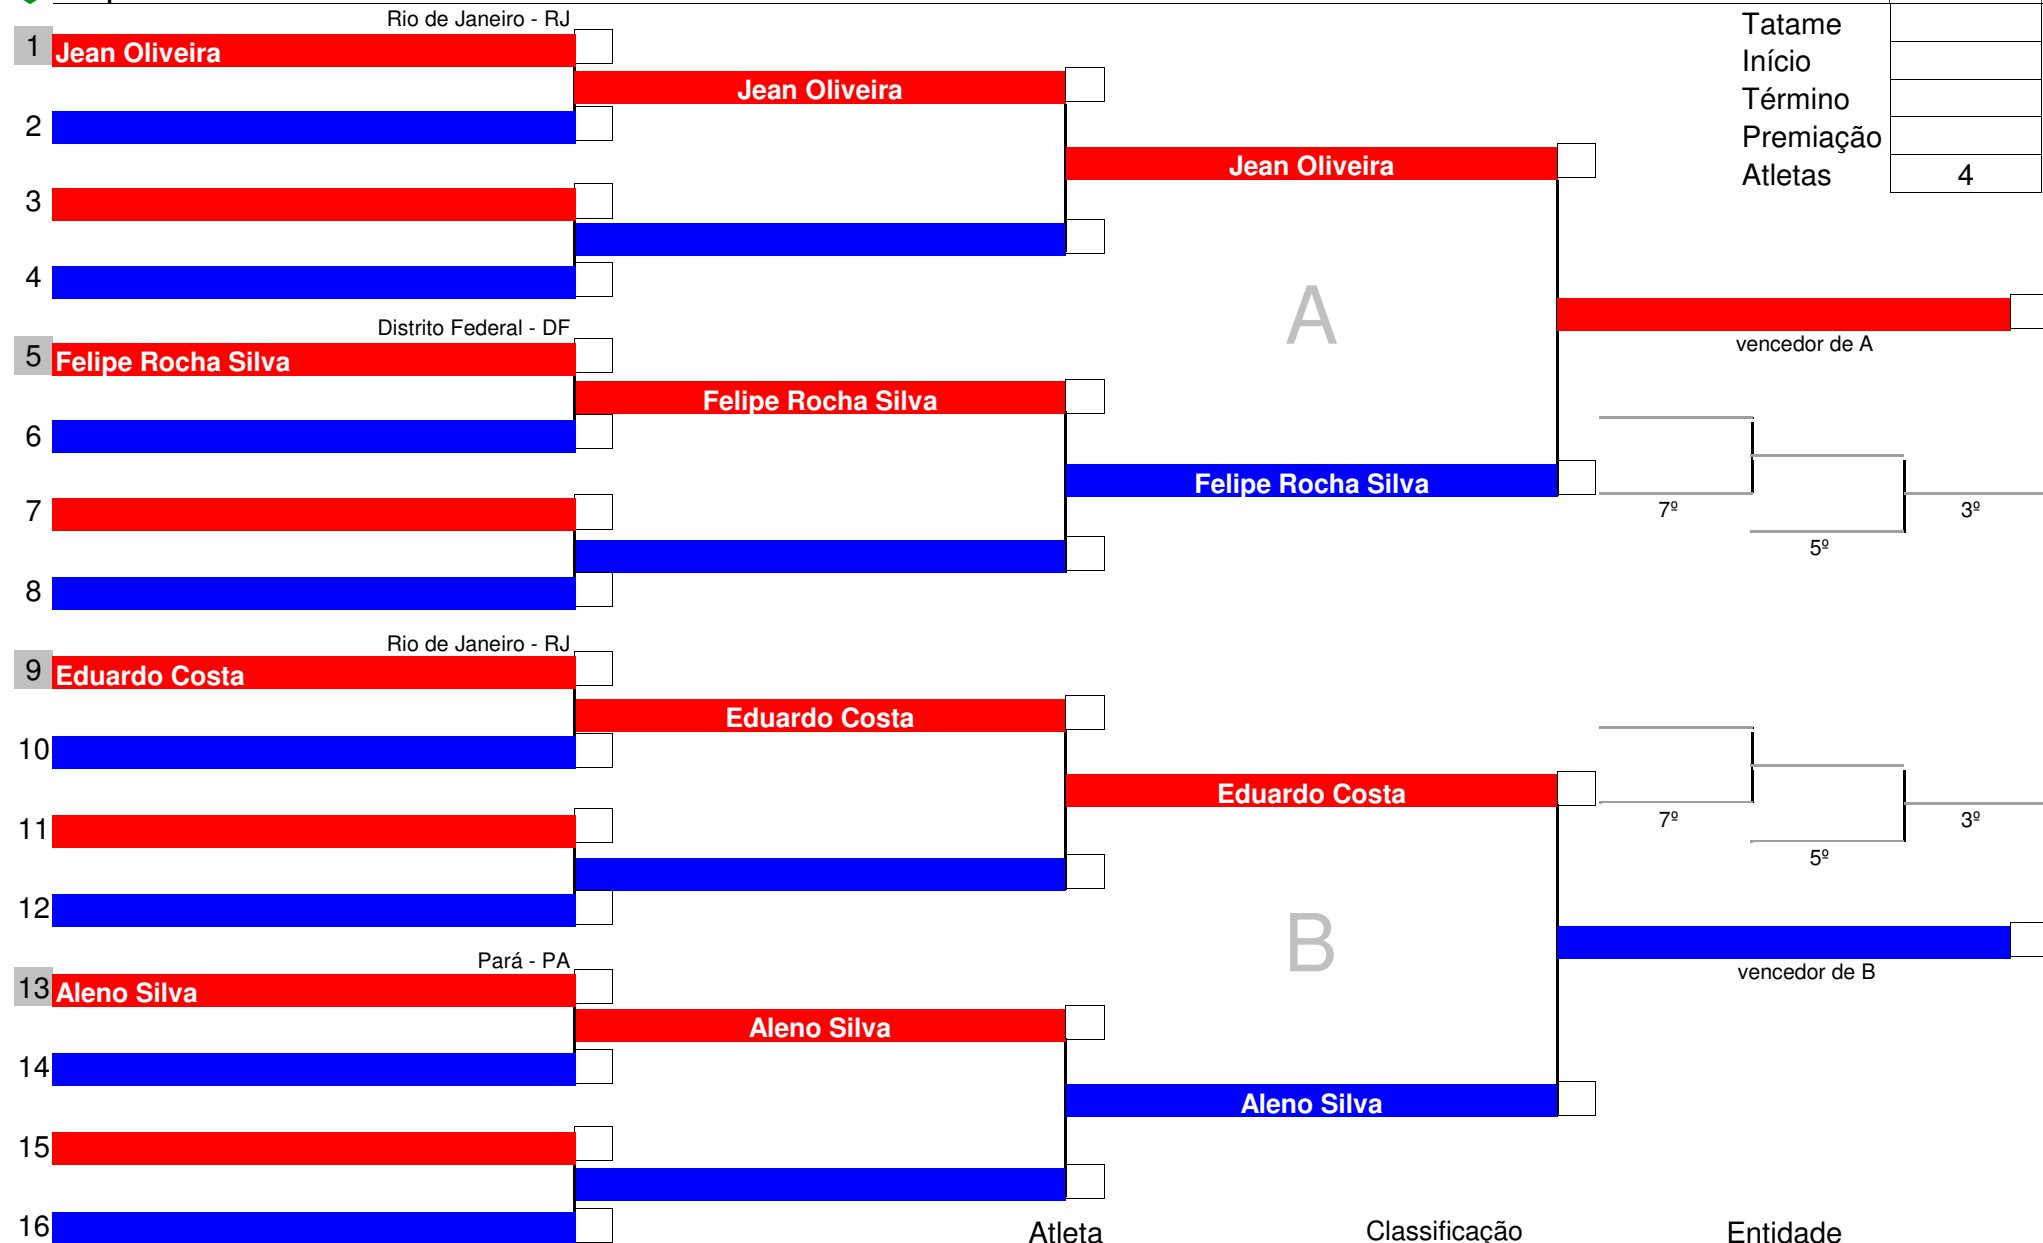 Rio de Janeiro - RJ
Tatame
1 Jean Oliveira
Início
Jean Oliveira
Término
2
Premiação
Jean Oliveira
Atletas 4
3
4
A
Distrito Federal - DF
vencedor de A
5 Felipe Rocha Silva
Felipe Rocha Silva
6
Felipe Rocha Silva
7
7º 3º
5º
8
Rio de Janeiro - RJ
9 Eduardo Costa
Eduardo Costa
10
Eduardo Costa
11
7º 3º
5º
12
B
Pará - PA
vencedor de B
13 Aleno Silva
Aleno Silva
14
Aleno Silva
15
16
Atleta Classificação Entidade